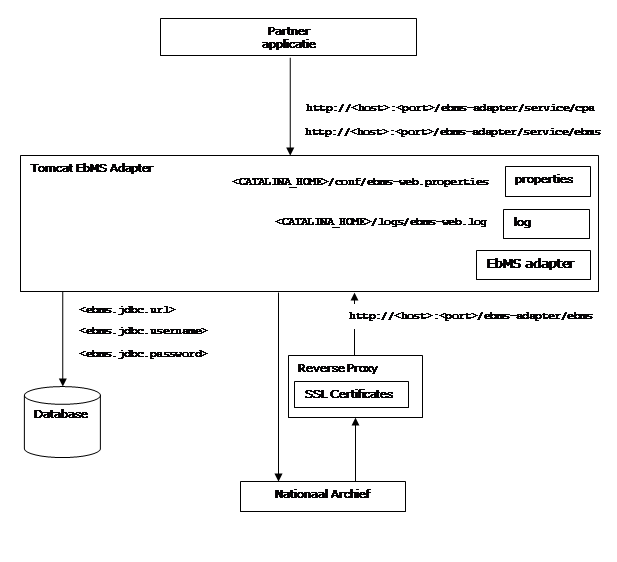 Partner
applicatie
http://<host>:<port>/ebms-adapter/service/cpa
http://<host>:<port>/ebms-adapter/service/ebms
Tomcat EbMS Adapter
<CATALINA_HOME>/conf/ebms-web.properties
properties
<CATALINA_HOME>/logs/ebms-web.log
log
EbMS adapter
<ebms.jdbc.url>
<ebms.jdbc.username>
<ebms.jdbc.password>
http://<host>:<port>/ebms-adapter/ebms
Reverse Proxy
SSL Certificates
Database
Nationaal Archief